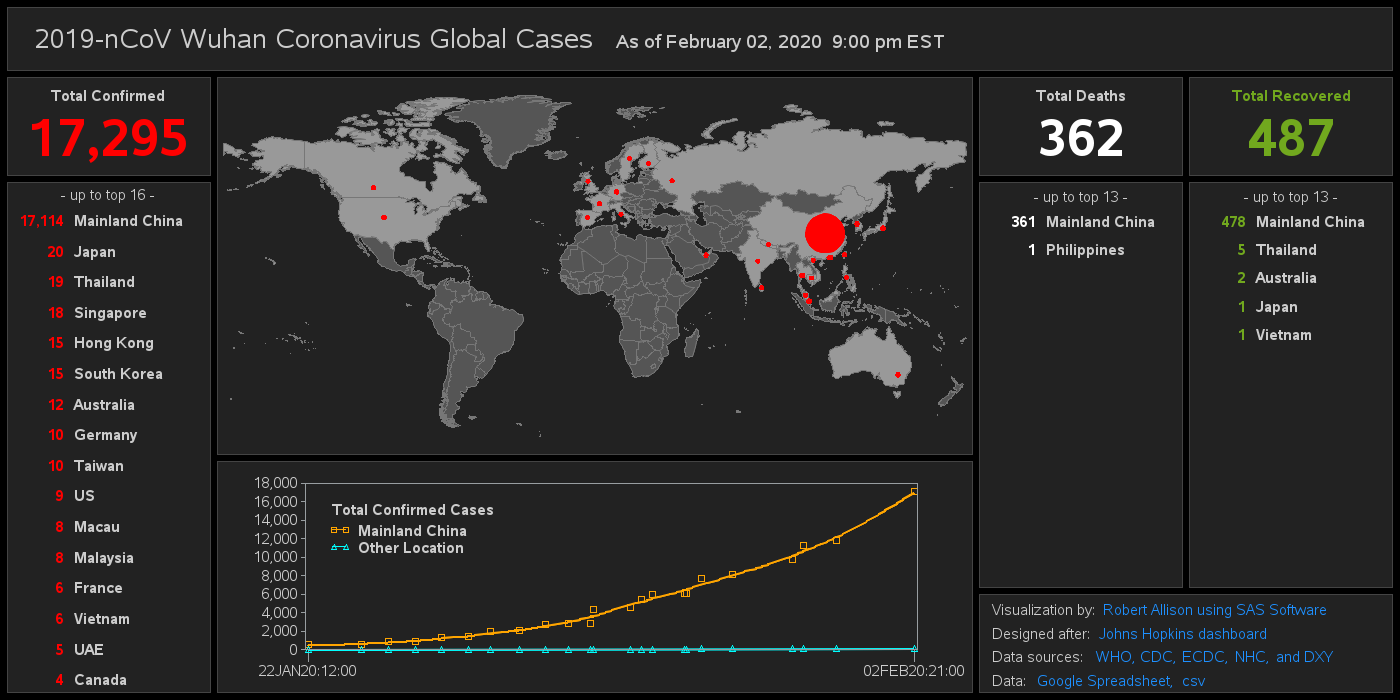 2019-nCoV Wuhan Coronavirus Global Cases As of February 02, 2020 9:00 pm EST
Total Confirmed
17,295
- up to top 16 -
17,114 Mainland China
20 Japan
19 Thailand
18 Singapore
15 Hong Kong
15 South Korea
12 Australia
10 Germany
10 Taiwan
9 US
8 Macau
8 Malaysia
6 France
6 Vietnam
5 UAE
4 Canada
18,000
16,000
14,000
12,000
10,000
8,000
6,000
4,000
2,000
0
Total Confirmed Cases
Mainland China
Other Location
22JAN20:12:00
02FEB20:21:00
Total Deaths
362
- up to top 13 -
361 Mainland China
1 Philippines
Total Recovered
487
- up to top 13 -
478 Mainland China
5 Thailand
2 Australia
1 Japan
1 Vietnam
Visualization by: Robert Allison using SAS Software
Designed after: Johns Hopkins dashboard
Data sources: WHO, CDC, ECDC, NHC, and DXY
Data: Google Spreadsheet, csv